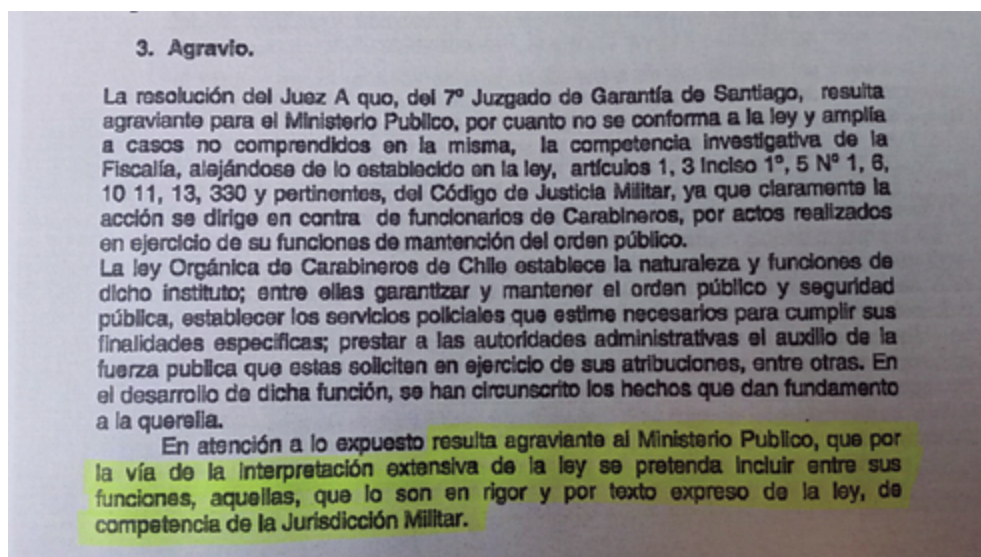 3. Agravio.
La resolución del Juez A quo, del 7º Juzgado de Garantía de Santiago, resulta
agraviante para el Ministerio Publico, por cuanto no se conforma a la ley y amplía
a casos no comprendidos en la misma, la competencia investigativa de la
Fiscalía, alejándose de lo establecido en la ley, artículos 1, 3 inciso 1º, 5 Nº 1, 6,
10 11, 13, 330 y pertinentes, del Código de Justicia Militar, ya que claramente la
acción se dirige en contra de funcionarios de Carabineros, por actos realizados
en ejercicio de su funciones de mantención del orden público.
La ley Orgánica de Carabineros de Chile establece la naturaleza y funciones de
dicho instituto; entre ellas garantizar y mantener el orden público y seguridad
pública, establecer los servicios policiales que estime necesarios para cumplir sus
finalidades especificas; prestar a las autoridades administrativas el auxilio de la
fuerza publica que estas soliciten en ejercicio de sus atribuciones, entre otras. En
el desarrollo de dicha función, se han circunscrito los hechos que dan fundamento
a la querella.
En atención a lo expuesto resulta agraviante al Ministerio Publico, que por
la vía de la interpretación extensiva de la ley se pretenda incluir entre sus
funciones, aquellas, que lo son en rigor y por texto expreso de la ley, de
competencia de la Jurisdicción Militar.